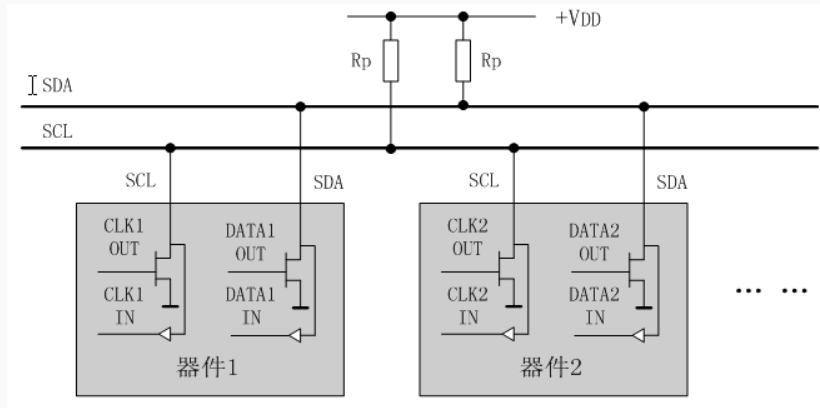 +VDD
Rp Rp
SDA
SCL
SCL SDA SCL SDA
CLK1 OUT DATA1 OUT CLK2 OUT DATA2 OUT
CLK1 IN DATA1 IN CLK2 IN DATA2 IN
... ...
器件1 器件2